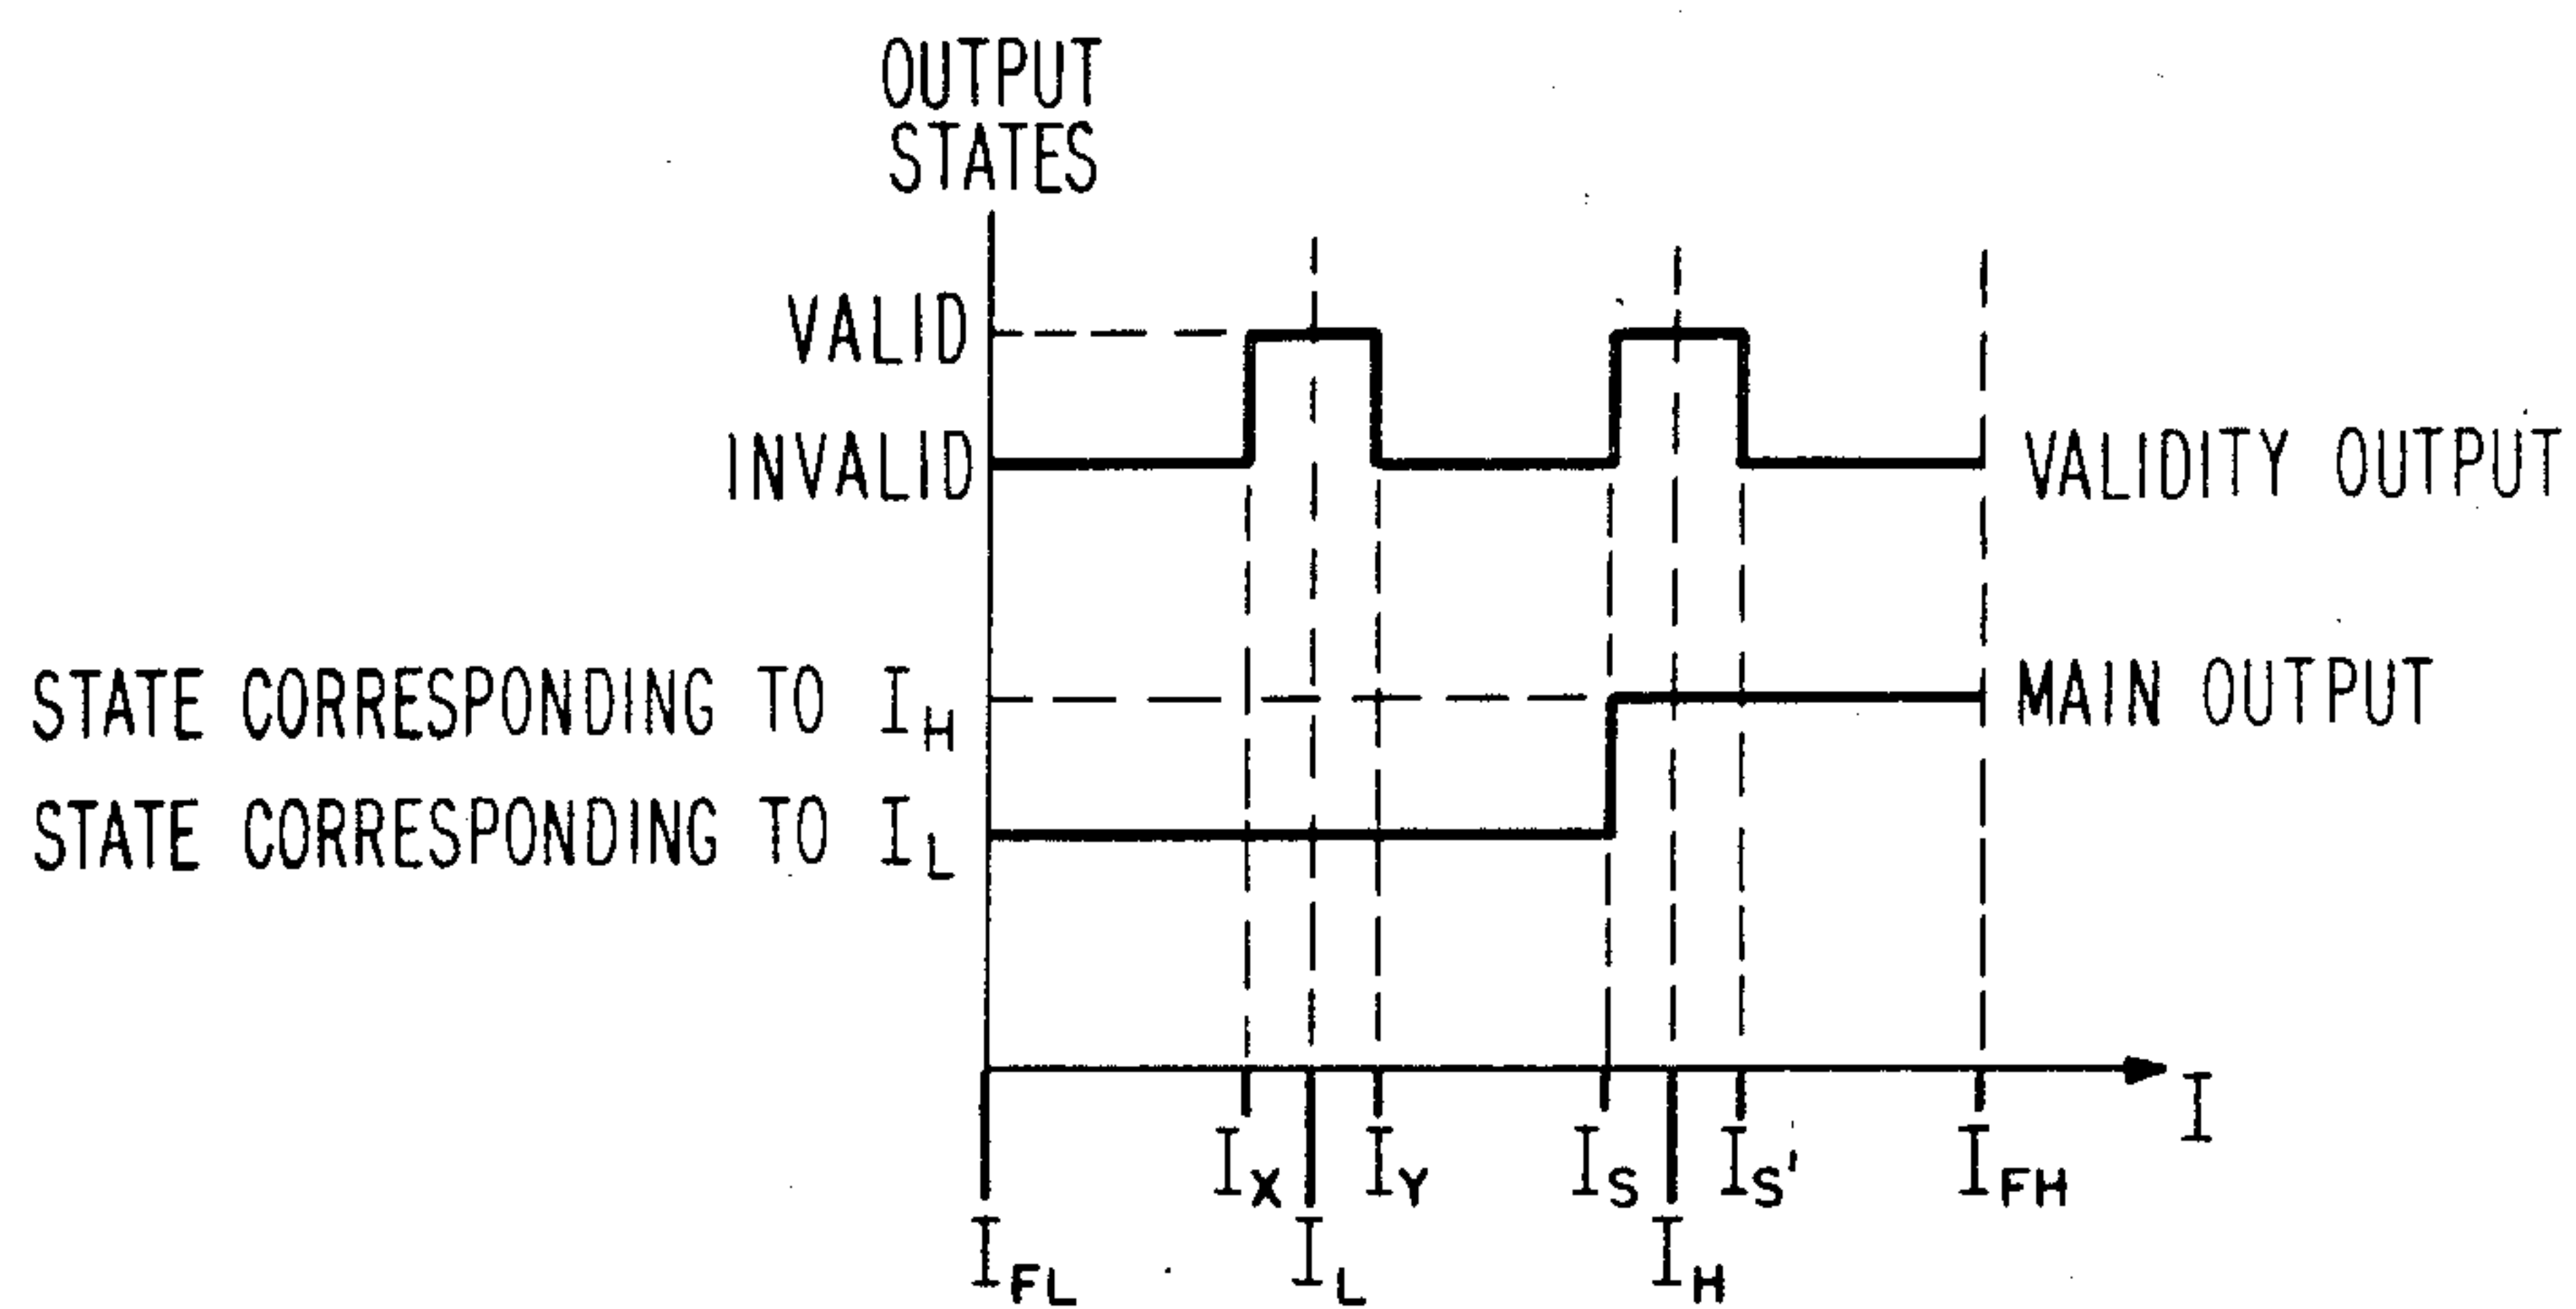 OUTPUT
STATES
VALID
INVALID
VALIDITY OUTPUT
STATE CORRESPONDING TO I_H
MAIN OUTPUT
STATE CORRESPONDING TO I_L
I
I_X I_Y I_S I_S' I_FH
I_FL I_L I_H